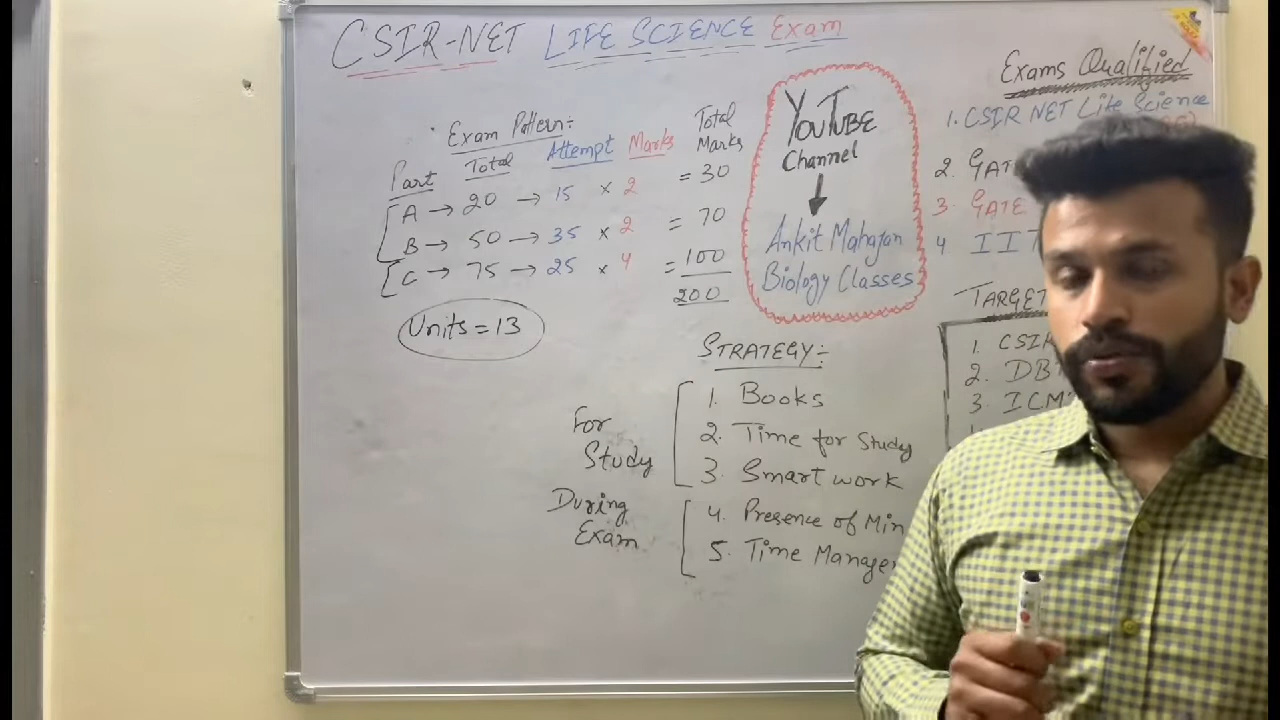 CSIR-NET LIFE SCIENCE Exam
Exam Pattern:-
Part Total Attempt Marks Total Marks
A → 20 → 15 × 2 = 30
B → 50 → 35 × 2 = 70
C → 75 → 25 × 4 = 100
200
Units = 13
YouTUBE
Channel
Ankit Mahajan
Biology Classes
Exams Qualified
1. CSIR NET Life Science
2. GAT
3. GATE
4 IIT
TARGET
1. CSIR
2. DBT
3. ICM
STRATEGY:-
For
Study
1. Books
2. Time for Study
3. Smart work
During
Exam
4. Presence of Min
5. Time Manage